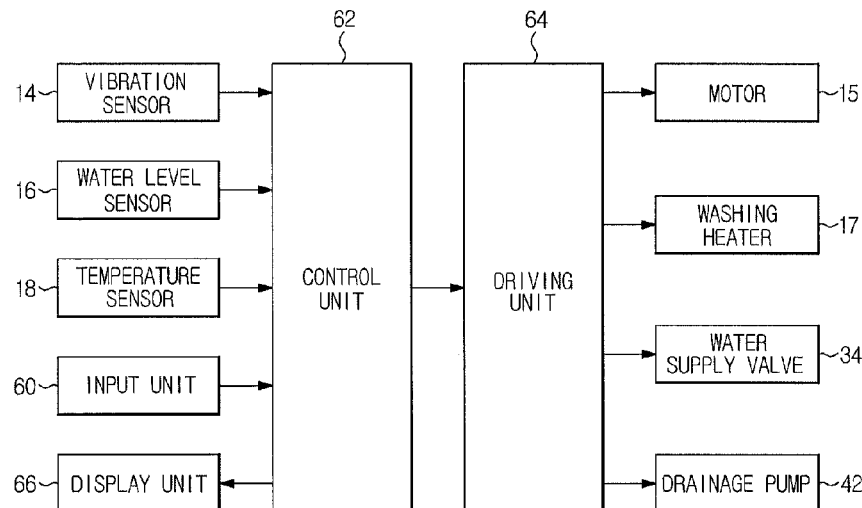 62
64
14
VIBRATION
SENSOR
MOTOR
15
16
WATER LEVEL
SENSOR
WASHING
HEATER
17
18
TEMPERATURE
SENSOR
CONTROL
UNIT
DRIVING
UNIT
WATER
SUPPLY VALVE
34
60
INPUT UNIT
66
DISPLAY UNIT
DRAINAGE PUMP
42